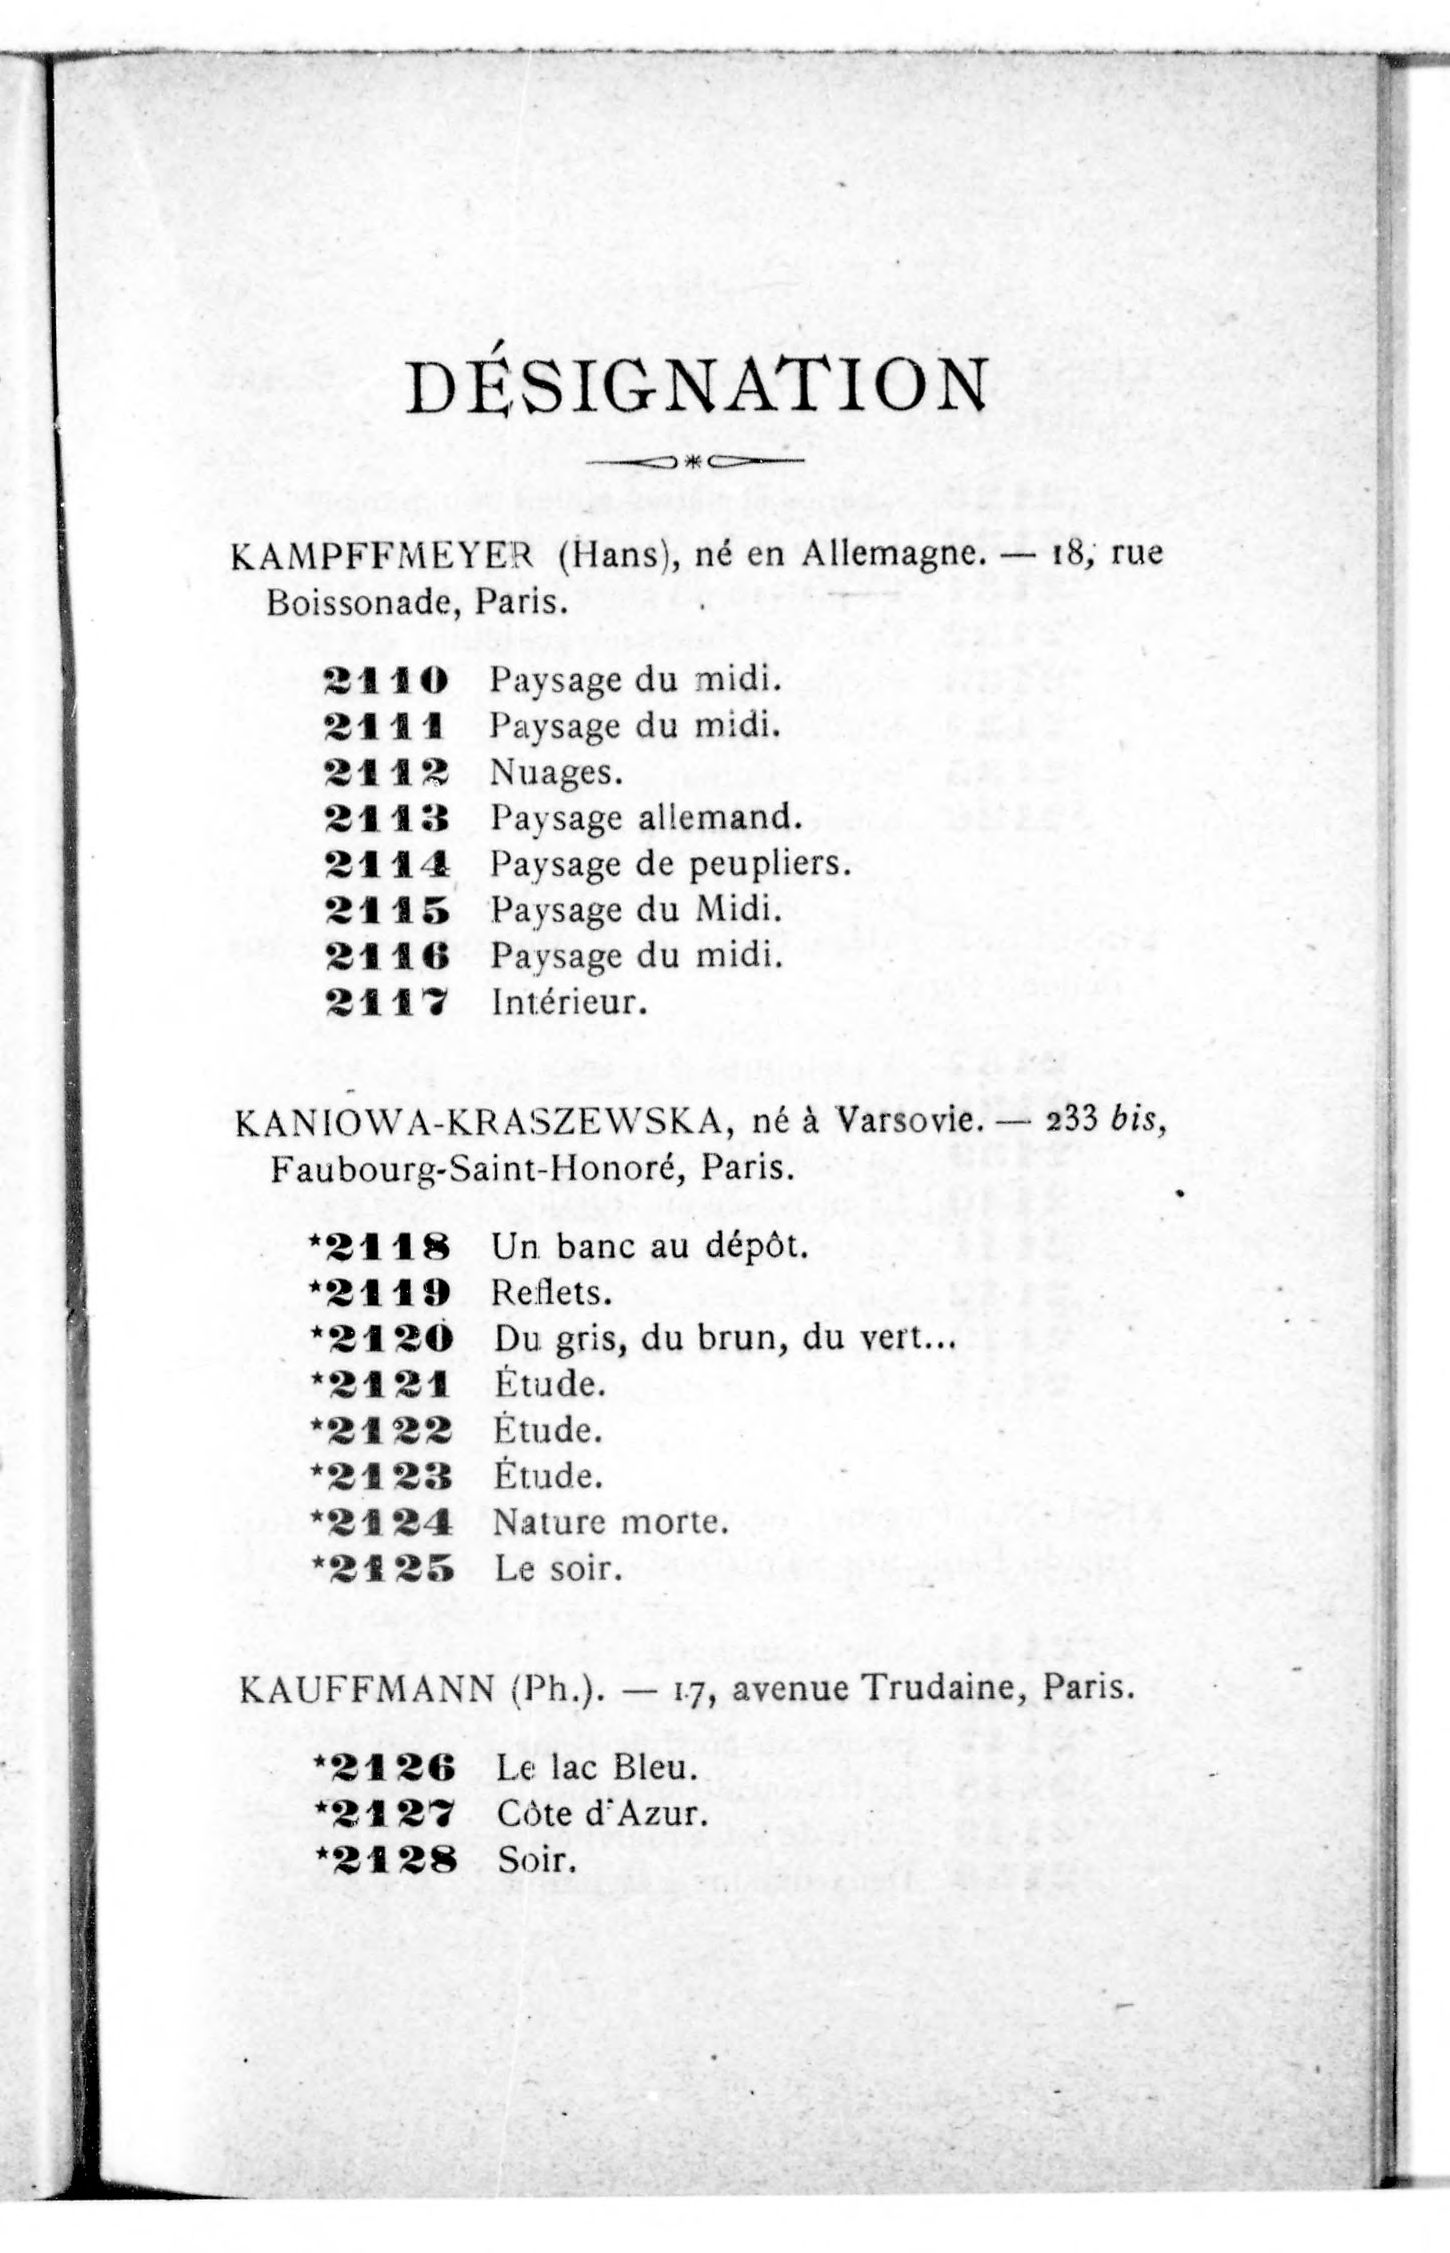 DÉSIGNATION
KAMPFFMEYER (Hans), né en Allemagne. — 18, rue
Boissonade, Paris.
2110 Paysage du midi.
2111 Paysage du midi.
2112 Nuages.
2113 Paysage allemand.
2114 Paysage de peupliers.
2115 Paysage du Midi.
2116 Paysage du midi.
2117 Intérieur.
KANIOWA-KRASZEWSKA, né à Varsovie. — 233 bis,
Faubourg-Saint-Honoré, Paris.
*2118 Un banc au dépôt.
*2119 Reflets.
*2120 Du gris, du brun, du vert...
*2121 Étude.
*2122 Étude.
*2123 Étude.
*2124 Nature morte.
*2125 Le soir.
KAUFFMANN (Ph.). — 17, avenue Trudaine, Paris.
*2126 Le lac Bleu.
*2127 Côte d'Azur.
*2128 Soir.